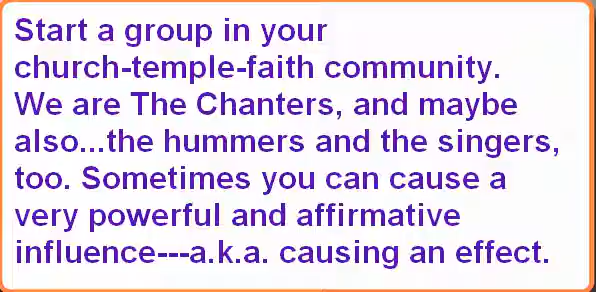 Start a group in your
church-temple-faith community.
We are The Chanters, and maybe
also...the hummers and the singers,
too. Sometimes you can cause a
very powerful and affirmative
influence---a.k.a. causing an effect.